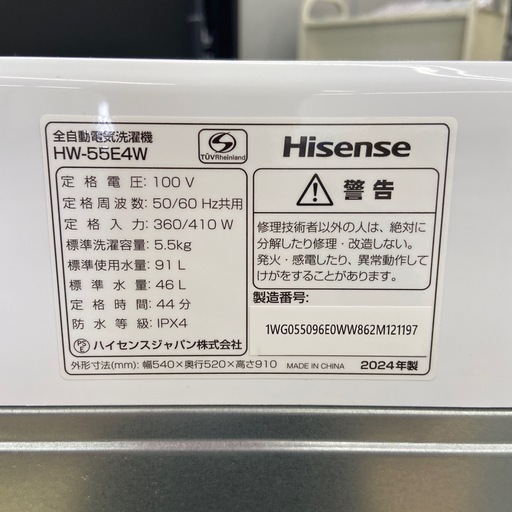 全自動電気洗濯機
HW-55E4W
TÜVRheinland
Hisense
定格電圧: 100 V
定格周波数: 50/60 Hz共用
定格入力: 360/410 W
標準洗濯容量: 5.5kg
標準使用水量: 91 L
標準水量: 46 L
定格時間: 44分
防水等級: IPX4
ハイセンスジャパン株式会社
外形寸法(mm): 幅540×奥行520×高さ910
警告
修理技術者以外の人は、絶対に
分解したり修理・改造しない。
発火・感電したり、異常動作して
けがをすることがあります。
製造番号:
1WG055096E0WW862M121197
MADE IN CHINA
2024年製